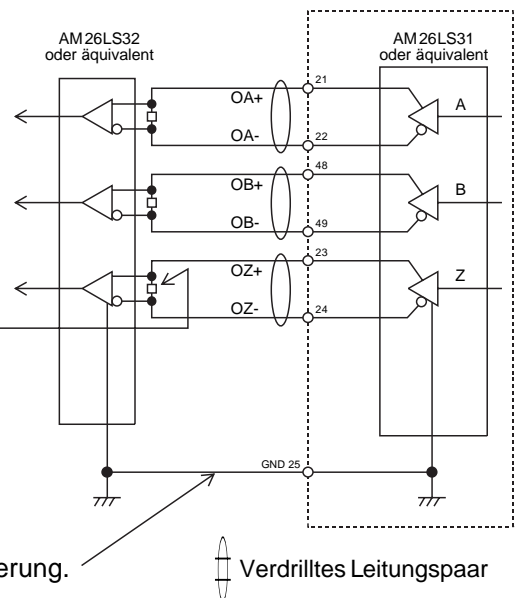 AM26LS32
oder äquivalent
AM26LS31
oder äquivalent
OA+
21
A
OA-
22
OB+
48
B
OB-
49
OZ+
23
Z
OZ-
24
GND 25
erung.
Verdrilltes Leitungspaar